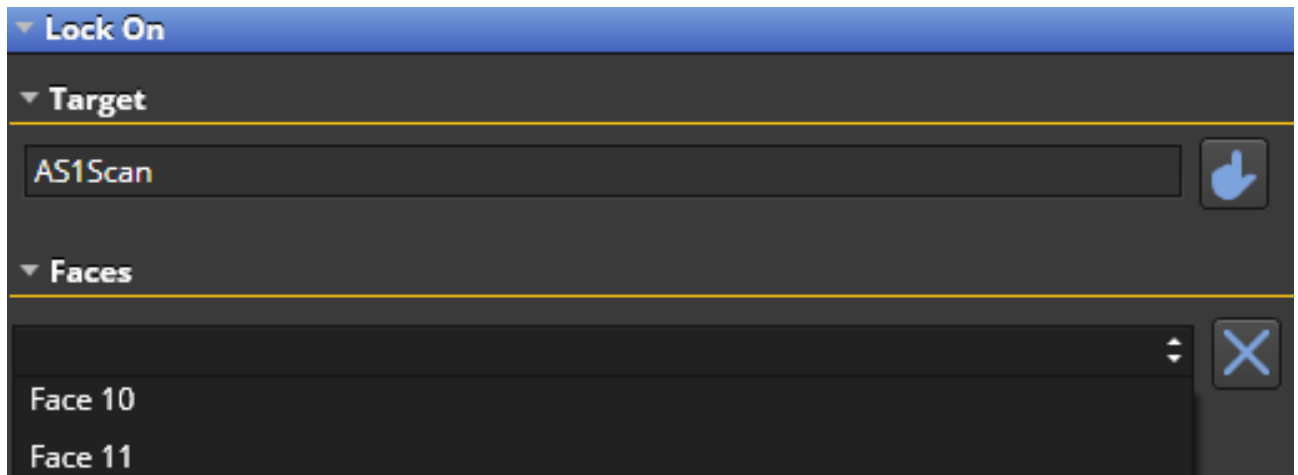 Lock On
Target
AS1Scan
Faces
Face 10
Face 11